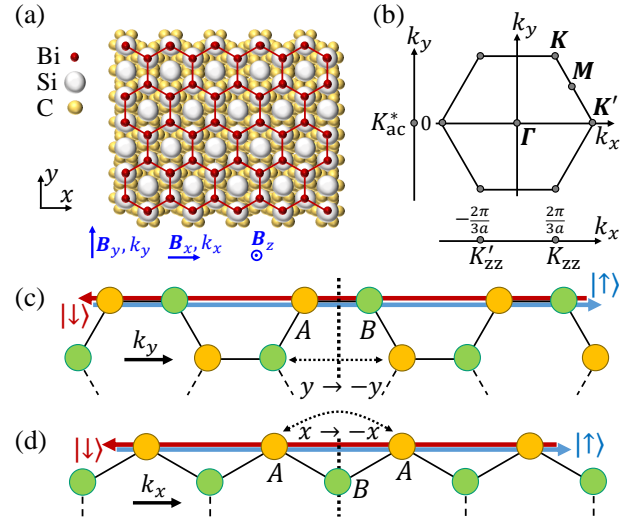 (a)
Bi
Si
C
y
x
B_y, k_y
B_x, k_x
B_z
(b)
k_y
k_y
K
M
K*_ac
0
Γ
K′
k_x
−2π/3a
2π/3a
k_x
K′_zz
K_zz
(c)
|↑⟩
|↓⟩
A
B
k_y
y → −y
(d)
|↓⟩
x → −x
|↑⟩
A
A
B
k_x